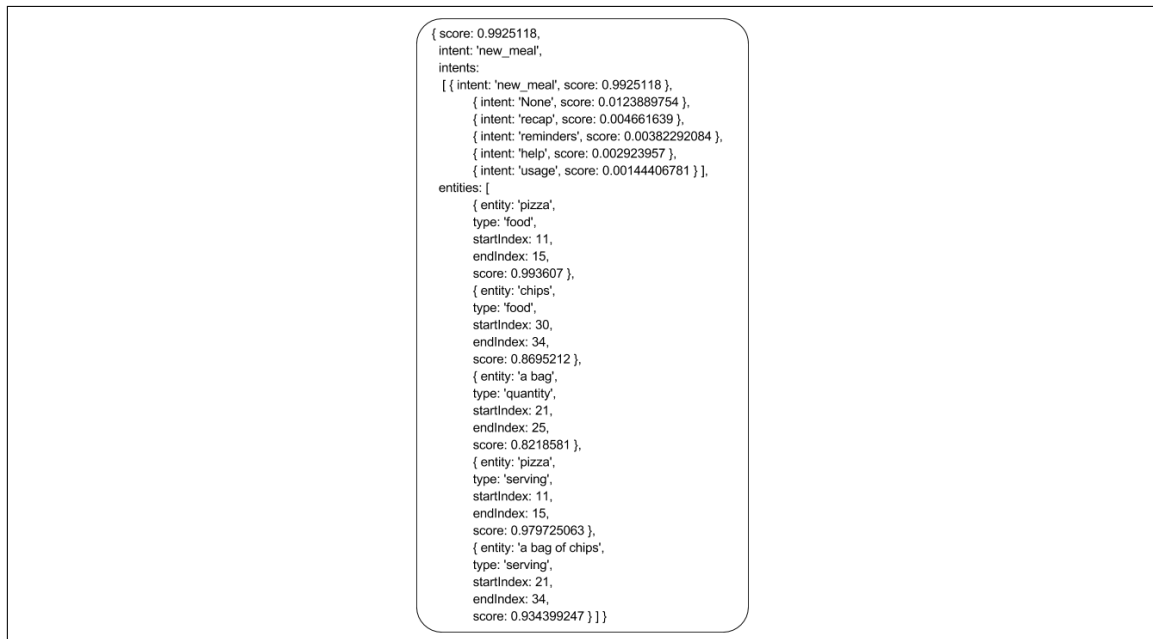 { score: 0.9925118,
intent: 'new_meal',
intents:
[ { intent: 'new_meal', score: 0.9925118 },
{ intent: 'None', score: 0.0123889754 },
{ intent: 'recap', score: 0.004661639 },
{ intent: 'reminders', score: 0.00382292084 },
{ intent: 'help', score: 0.002923957 },
{ intent: 'usage', score: 0.00144406781 } ],
entities: [
{ entity: 'pizza',
type: 'food',
startIndex: 11,
endIndex: 15,
score: 0.993607 },
{ entity: 'chips',
type: 'food',
startIndex: 30,
endIndex: 34,
score: 0.8695212 },
{ entity: 'a bag',
type: 'quantity',
startIndex: 21,
endIndex: 25,
score: 0.8218581 },
{ entity: 'pizza',
type: 'serving',
startIndex: 11,
endIndex: 15,
score: 0.979725063 },
{ entity: 'a bag of chips',
type: 'serving',
startIndex: 21,
endIndex: 34,
score: 0.934399247 } ] }